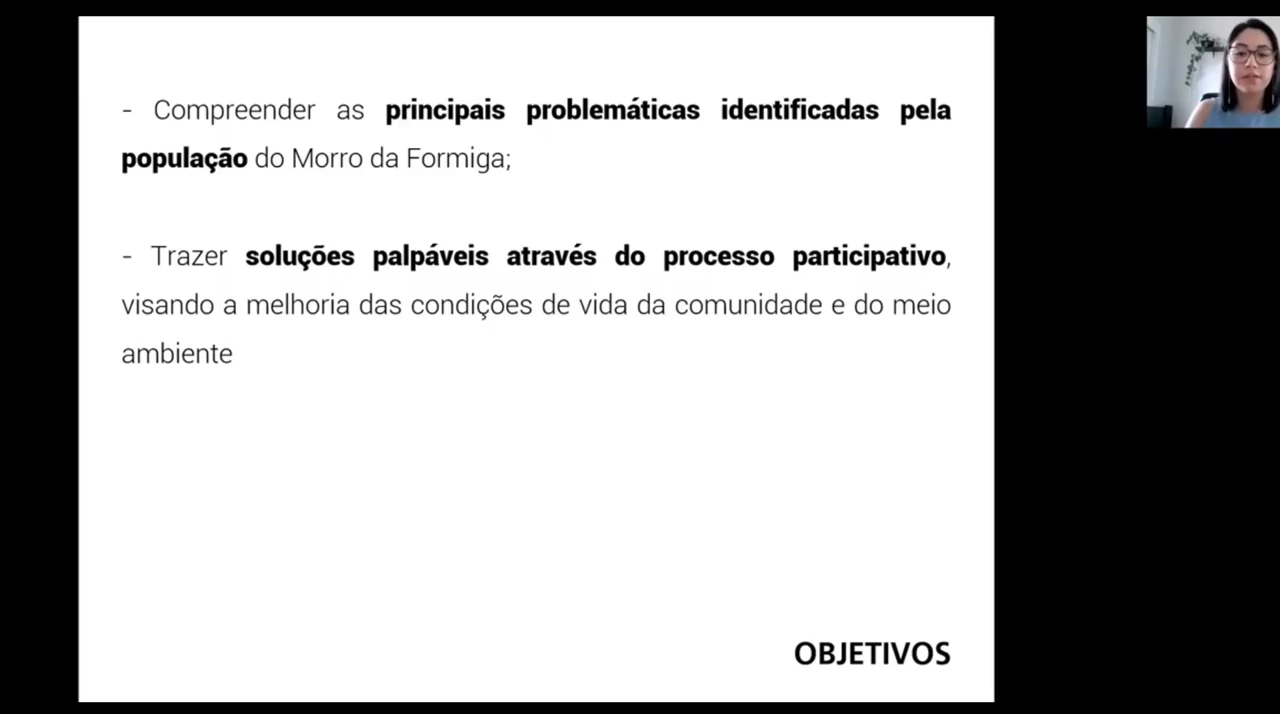 - Compreender as principais problemáticas identificadas pela
população do Morro da Formiga;
- Trazer soluções palpáveis através do processo participativo,
visando a melhoria das condições de vida da comunidade e do meio
ambiente
OBJETIVOS